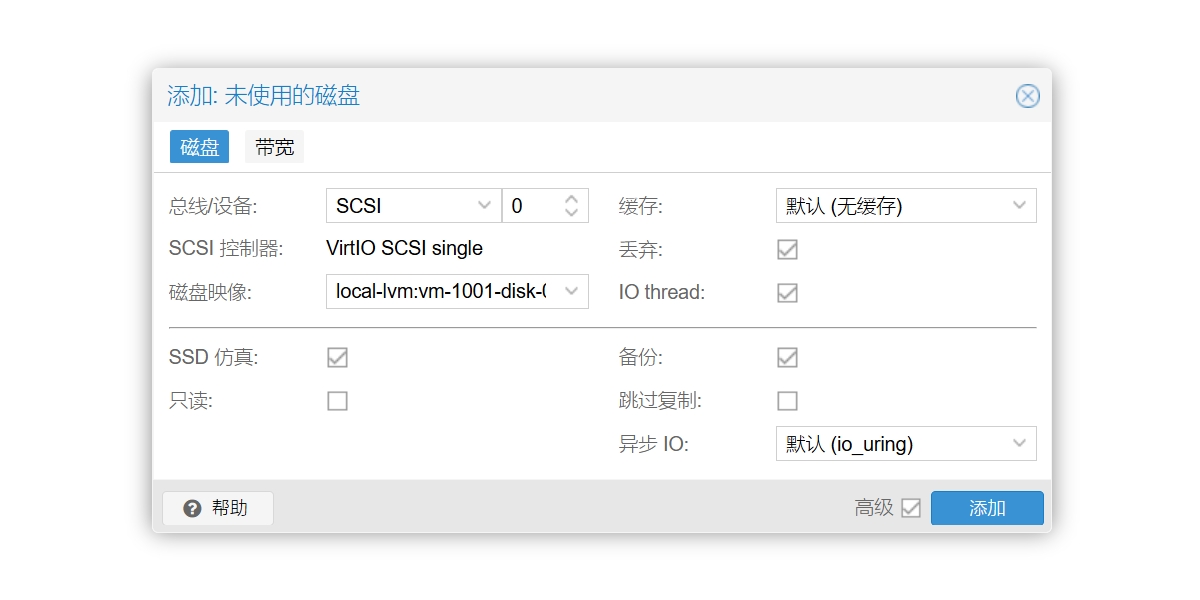 添加: 未使用的磁盘
磁盘 带宽
总线/设备: SCSI 0 缓存: 默认 (无缓存)
SCSI 控制器: VirtIO SCSI single 丢弃:
磁盘映像: local-lvm:vm-1001-disk- IO thread:
SSD 仿真: 备份:
只读: 跳过复制:
异步 IO: 默认 (io_uring)
帮助 高级 添加